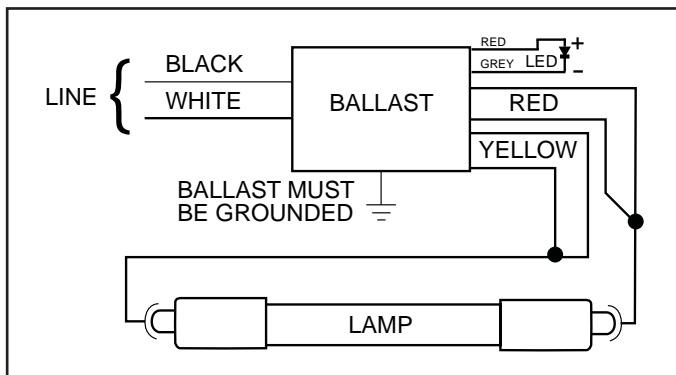 RED
+
BLACK
GREY
LED
-
LINE
WHITE
BALLAST
RED
YELLOW
BALLAST MUST
BE GROUNDED
LAMP